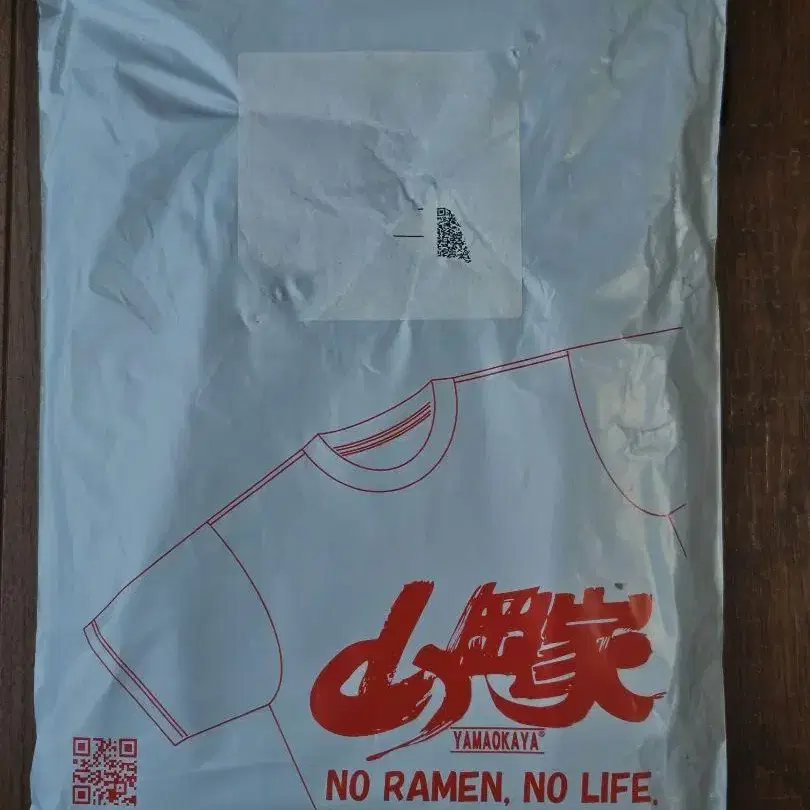 山岡家
YAMAOKAYA®
NO RAMEN, NO LIFE.